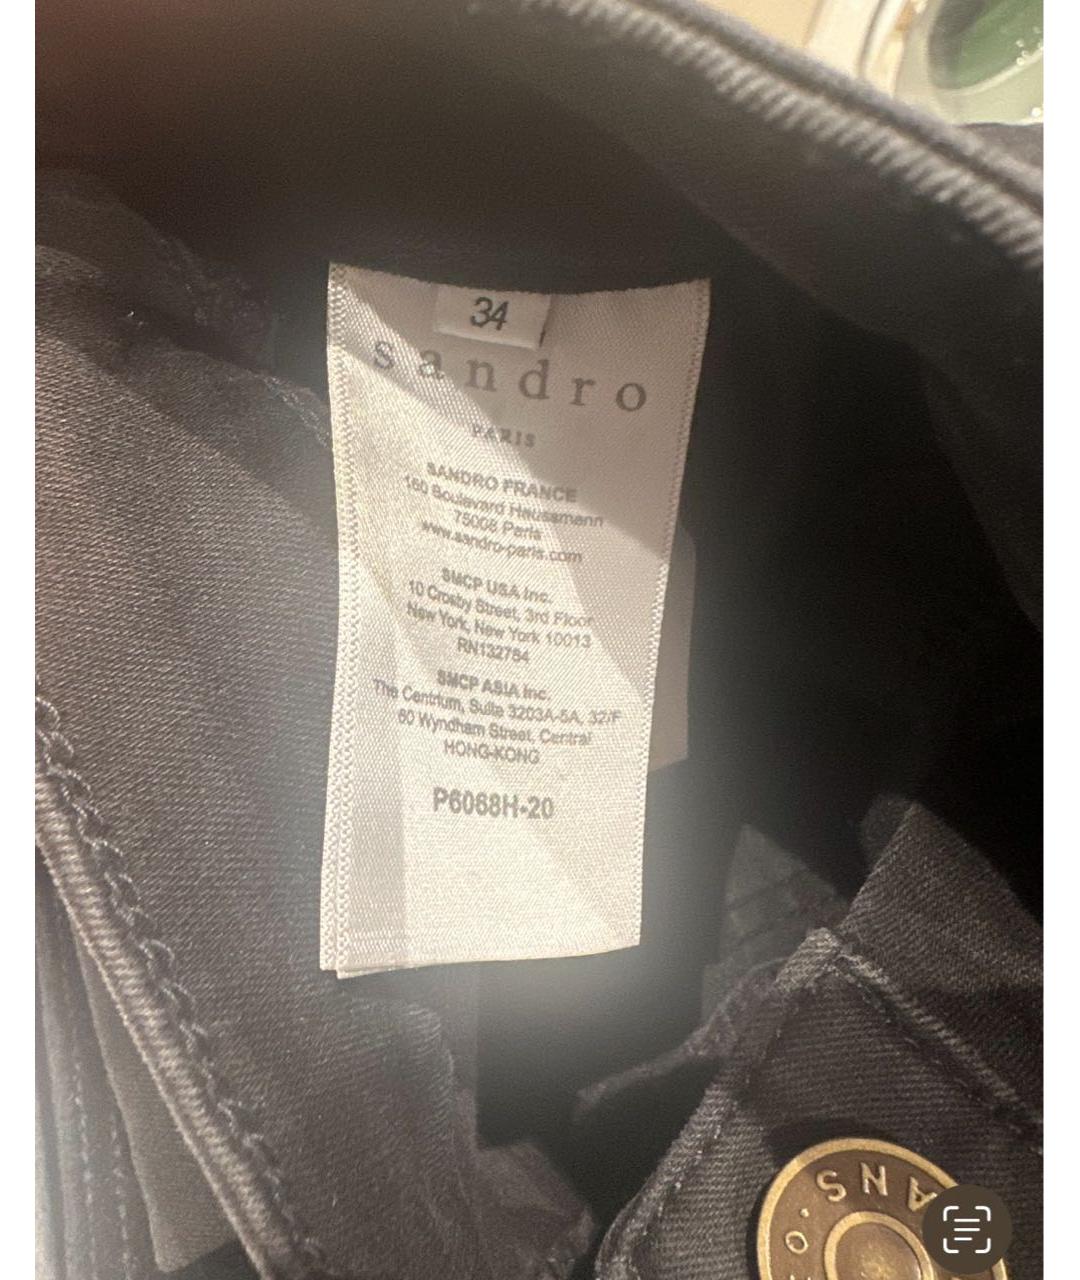 34
sandro
PARIS
SANDRO FRANCE
150 Boulevard Haussmann
75008 Paris
www.sandro-paris.com
SMCP USA Inc.
10 Crosby Street, 3rd Floor
New York, New York 10013
RN132754
SMCP ASIA Inc.
The Centrium, Suite 3203A-5A, 32/F
60 Wyndham Street, Central
HONG-KONG
P6068H-20